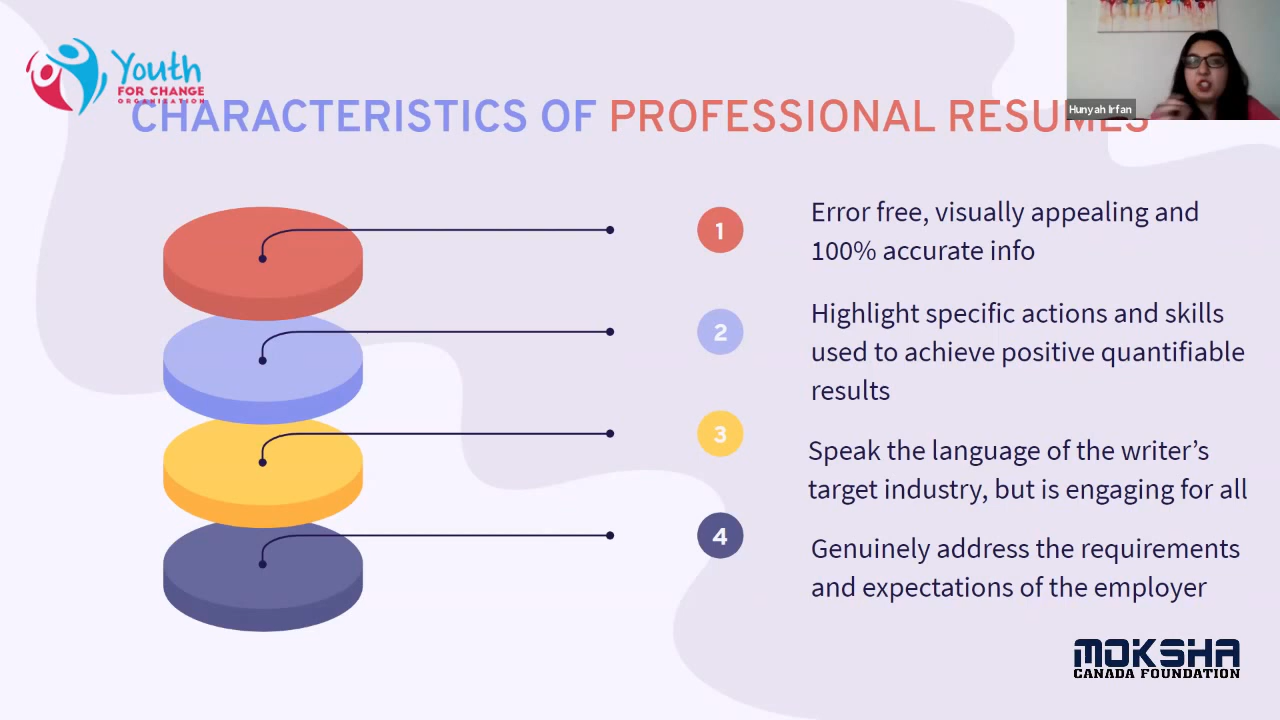 Youth
FOR CHANGE
ORGANIZATION
CHARACTERISTICS OF PROFESSIONAL RESUMES
Hunyah Irfan
1
Error free, visually appealing and
100% accurate info
2
Highlight specific actions and skills
used to achieve positive quantifiable
results
3
Speak the language of the writer’s
target industry, but is engaging for all
4
Genuinely address the requirements
and expectations of the employer
MOKSHA
CANADA FOUNDATION